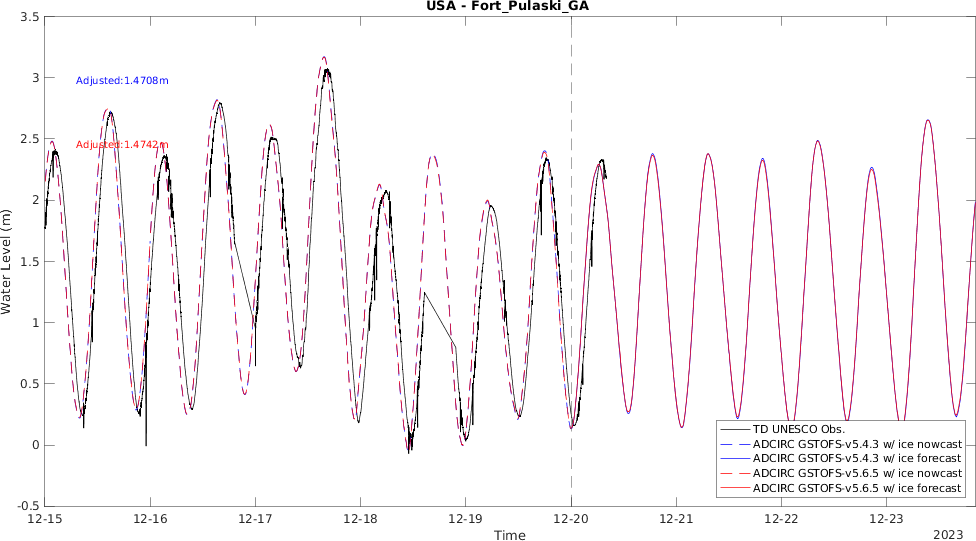 USA - Fort_Pulaski_GA
3.5
3
2.5
2
1.5
1
0.5
0
-0.5
Water Level (m)
Adjusted:1.4708m
Adjusted:1.4742m
TD UNESCO Obs.
ADCIRC GSTOFS-v5.4.3 w/ ice nowcast
ADCIRC GSTOFS-v5.4.3 w/ ice forecast
ADCIRC GSTOFS-v5.6.5 w/ ice nowcast
ADCIRC GSTOFS-v5.6.5 w/ ice forecast
12-15 12-16 12-17 12-18 12-19 12-20 12-21 12-22 12-23
Time
2023